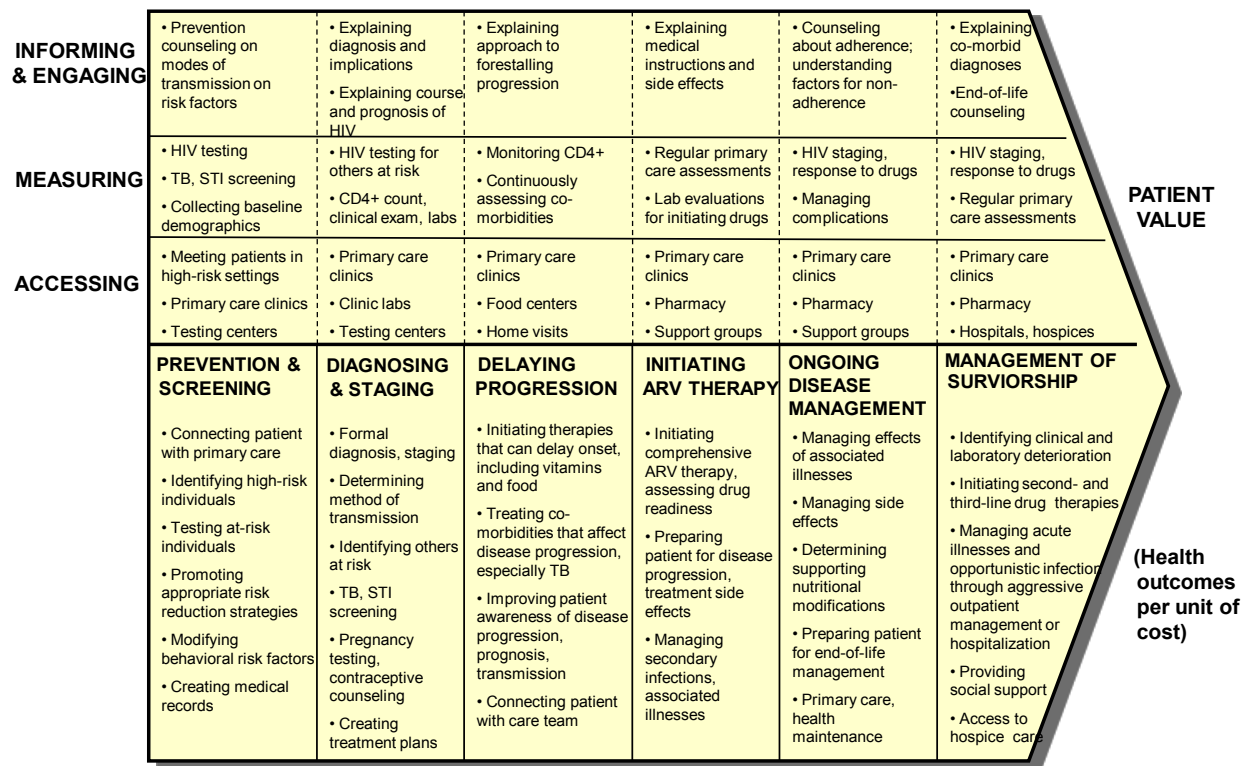 INFORMING
& ENGAGING
• Prevention
counseling on
modes of
transmission on
risk factors
• Explaining
diagnosis and
implications
• Explaining course
and prognosis of
HIV
• Explaining
approach to
forestalling
progression
• Explaining
medical
instructions and
side effects
• Counseling
about adherence;
understanding
factors for non-
adherence
• Explaining
co-morbid
diagnoses
•End-of-life
counseling
MEASURING
• HIV testing
• TB, STI screening
• Collecting baseline
demographics
• HIV testing for
others at risk
• CD4+ count,
clinical exam, labs
• Monitoring CD4+
• Continuously
assessing co-
morbidities
• Regular primary
care assessments
• Lab evaluations
for initiating drugs
• HIV staging,
response to drugs
• Managing
complications
• HIV staging,
response to drugs
• Regular primary
care assessments
ACCESSING
• Meeting patients in
high-risk settings
• Primary care clinics
• Testing centers
• Primary care
clinics
• Clinic labs
• Testing centers
• Primary care
clinics
• Food centers
• Home visits
• Primary care
clinics
• Pharmacy
• Support groups
• Primary care
clinics
• Pharmacy
• Support groups
• Primary care
clinics
• Pharmacy
• Hospitals, hospices
PREVENTION &
SCREENING
• Connecting patient
with primary care
• Identifying high-risk
individuals
• Testing at-risk
individuals
• Promoting
appropriate risk
reduction strategies
• Modifying
behavioral risk factors
• Creating medical
records
DIAGNOSING
& STAGING
• Formal
diagnosis, staging
• Determining
method of
transmission
• Identifying others
at risk
• TB, STI
screening
• Pregnancy
testing,
contraceptive
counseling
• Creating
treatment plans
DELAYING
PROGRESSION
• Initiating therapies
that can delay onset,
including vitamins
and food
• Treating co-
morbidities that affect
disease progression,
especially TB
• Improving patient
awareness of disease
progression,
prognosis,
transmission
• Connecting patient
with care team
INITIATING
ARV THERAPY
• Initiating
comprehensive
ARV therapy,
assessing drug
readiness
• Preparing
patient for disease
progression,
treatment side
effects
• Managing
secondary
infections,
associated
illnesses
ONGOING
DISEASE
MANAGEMENT
• Managing effects
of associated
illnesses
• Managing side
effects
• Determining
supporting
nutritional
modifications
• Preparing patient
for end-of-life
management
• Primary care,
health
maintenance
MANAGEMENT OF
SURVIORSHIP
• Identifying clinical and
laboratory deterioration
• Initiating second- and
third-line drug therapies
• Managing acute
illnesses and
opportunistic infection
through aggressive
outpatient
management or
hospitalization
• Providing
social support
• Access to
hospice care
PATIENT
VALUE
(Health
outcomes
per unit of
cost)